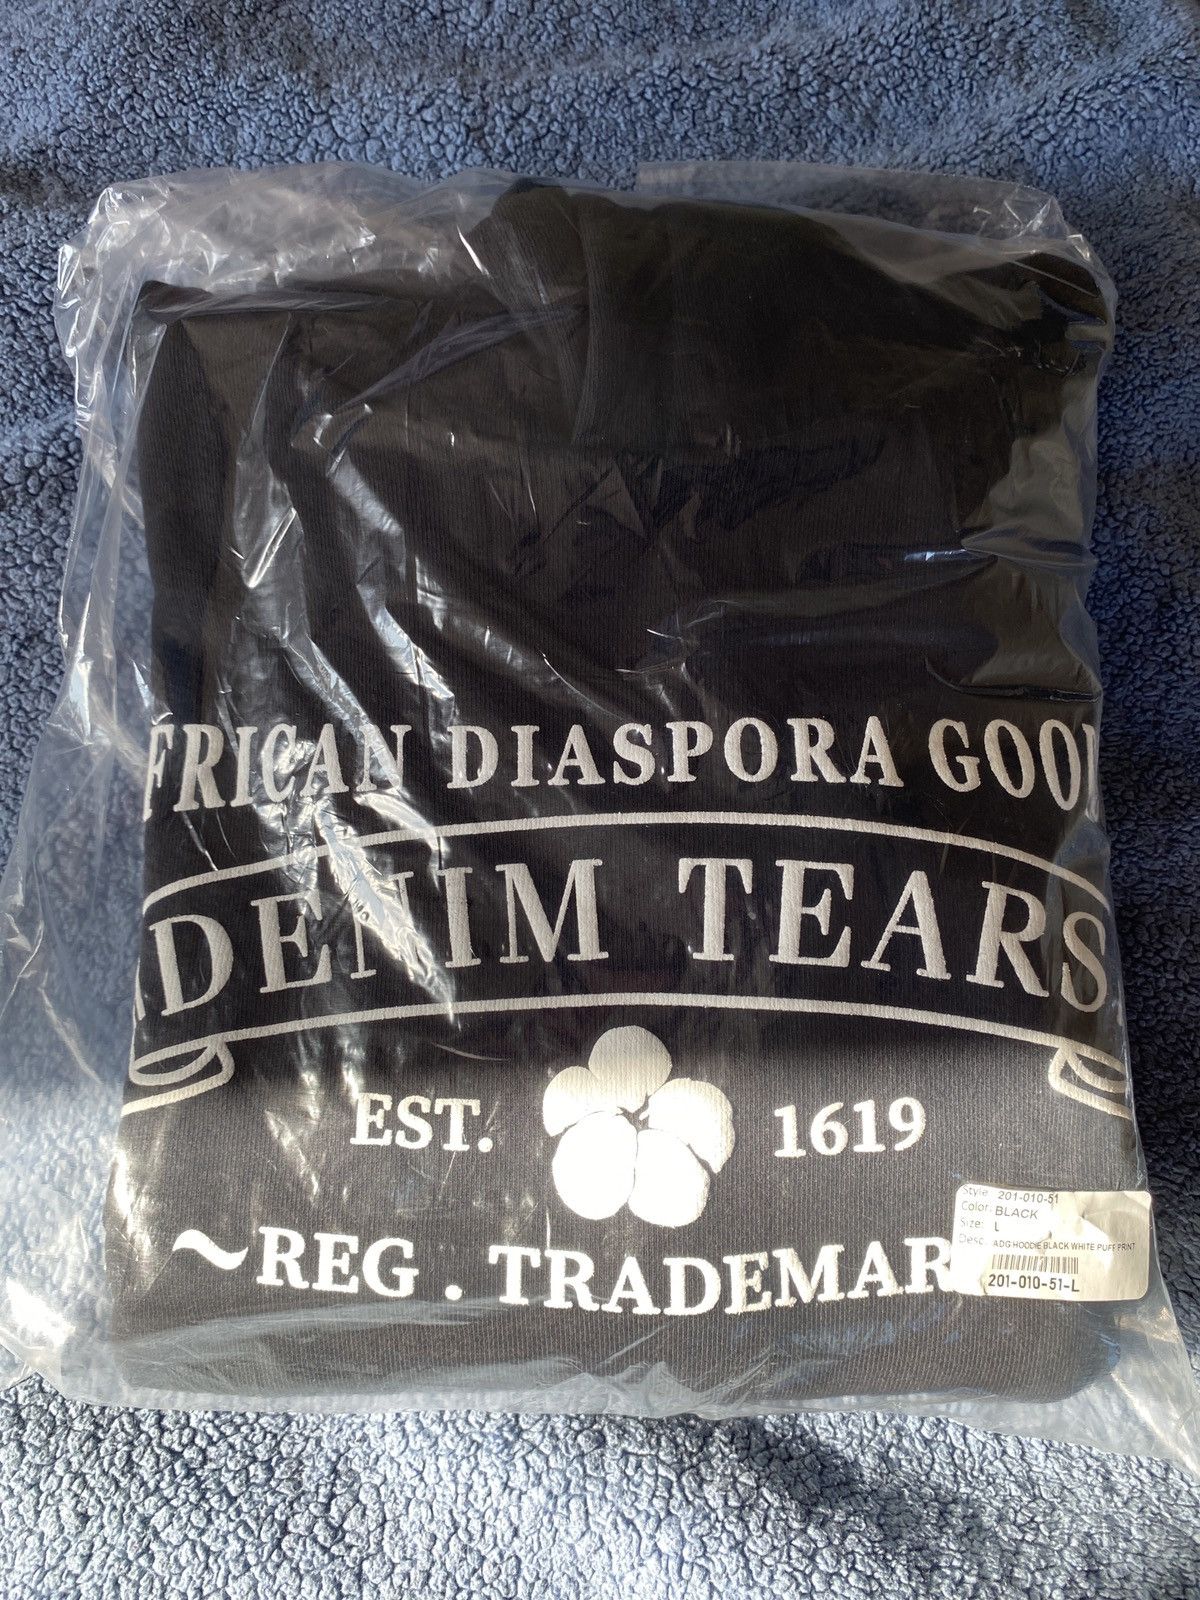 FRICAN DIASPORA GOOD
DENIM TEARS
EST. 1619
~REG . TRADEMAR
Style: 201-010-51
Color: BLACK
Size: L
Desc.: ADG HOODIE BLACK WHITE PUFF PRINT
201-010-51-L